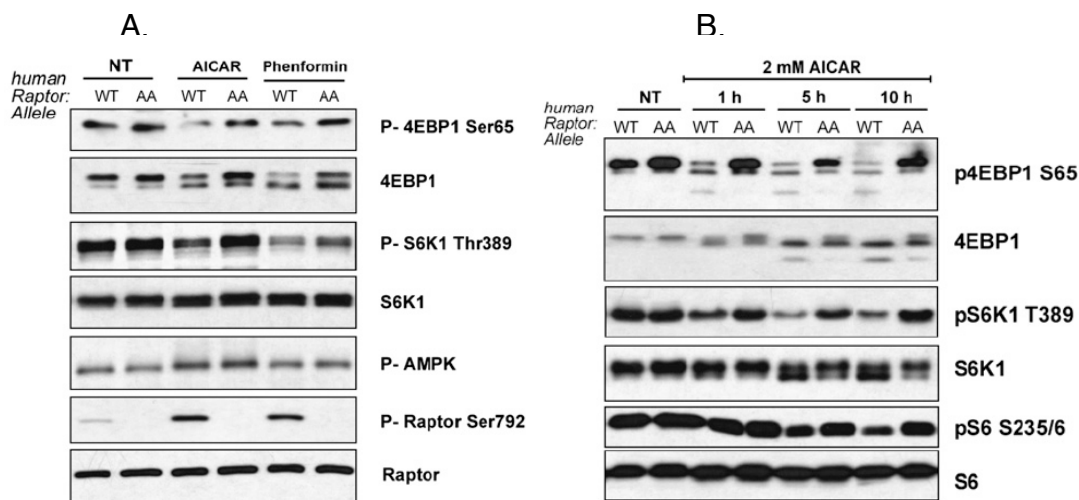 A.
NT AICAR Phenformin
human
Raptor:
Allele
WT AA WT AA WT AA
P- 4EBP1 Ser65
4EBP1
P- S6K1 Thr389
S6K1
P- AMPK
P- Raptor Ser792
Raptor
B.
2 mM AICAR
NT 1 h 5 h 10 h
human
Raptor:
Allele
WT AA WT AA WT AA WT AA
p4EBP1 S65
4EBP1
pS6K1 T389
S6K1
pS6 S235/6
S6